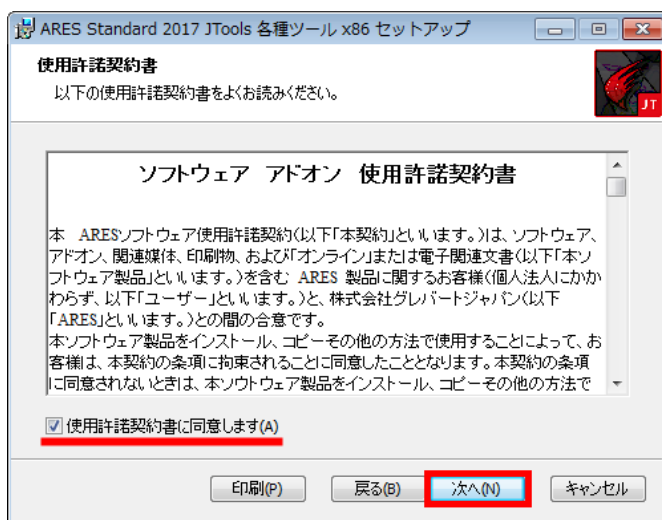 ARES Standard 2017 JTools 各種ツール x86 セットアップ
使用許諾契約書
以下の使用許諾契約書をよくお読みください。
JT
ソフトウェア アドオン 使用許諾契約書
本 ARESソフトウェア使用許諾契約(以下「本契約」といいます。)は、ソフトウェア、
アドオン、関連媒体、印刷物、および「オンライン」または電子関連文書(以下「本ソ
フトウェア製品」といいます。)を含む ARES 製品に関するお客様(個人法人にかか
わらず、以下「ユーザー」といいます。)と、株式会社グレバートジャパン(以下
「ARES」といいます。)との間の合意です。
本ソフトウェア製品をインストール、コピーその他の方法で使用することによって、お
客様は、本契約の条項に拘束されることに同意したこととなります。本契約の条項
に同意されないときは、本ソウトウェア製品をインストール、コピーその他の方法で
使用許諾契約書に同意します(A)
印刷(P)
戻る(B)
次へ(N)
キャンセル